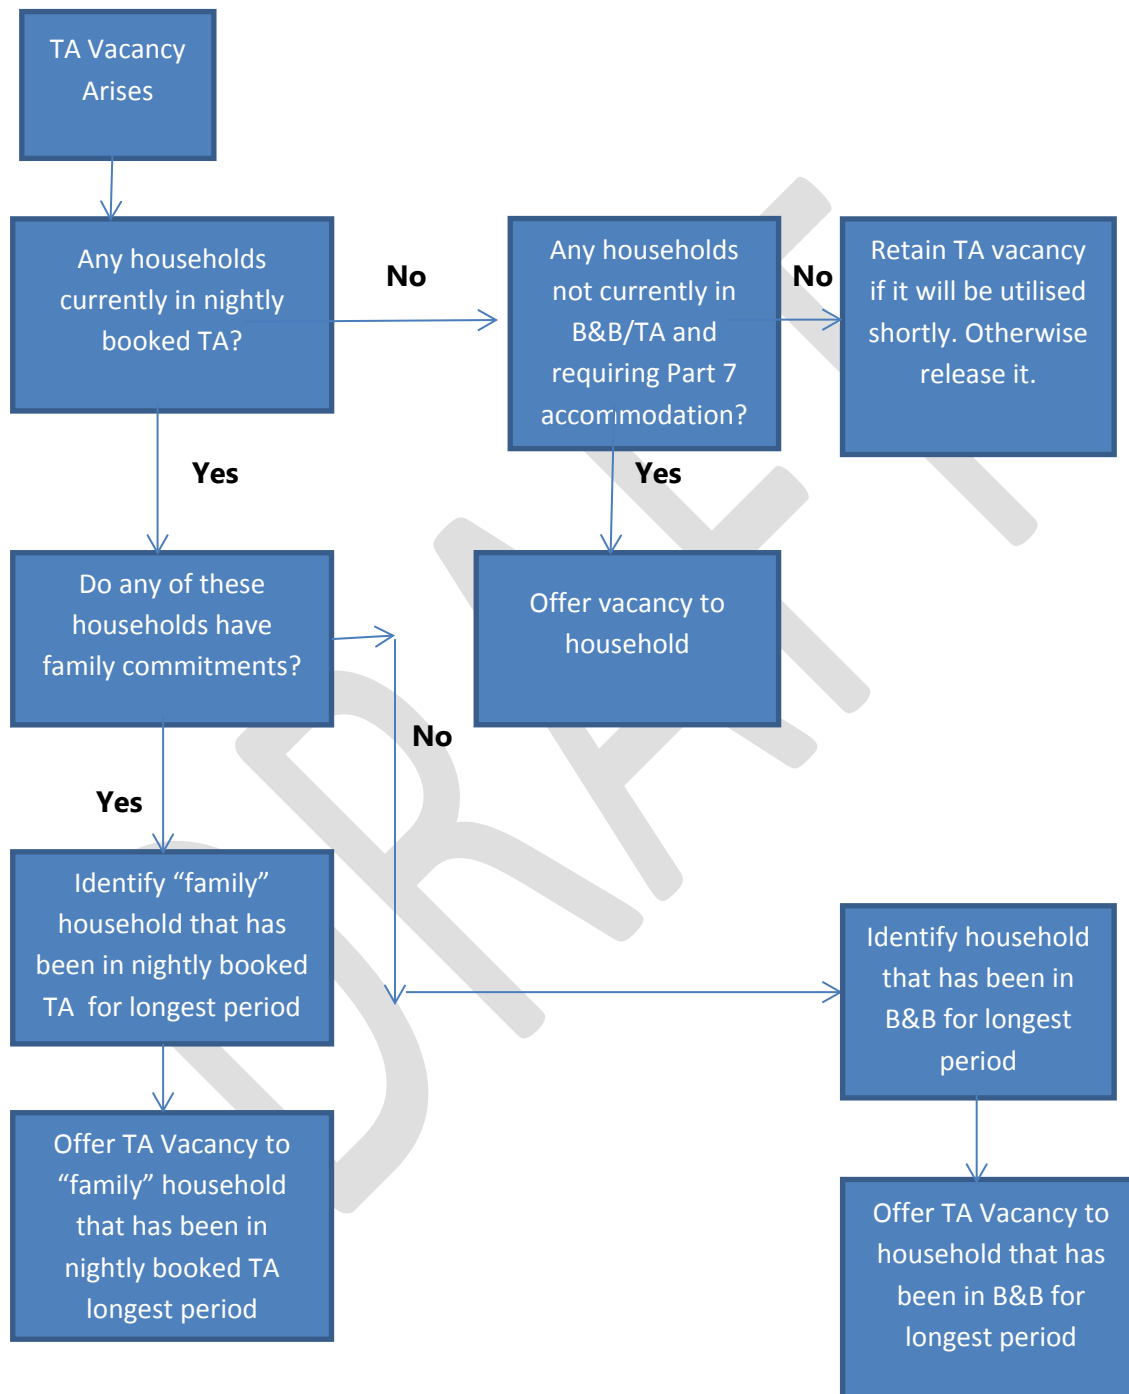 TA Vacancy
Arises
Any households
currently in nightly
booked TA?
No
Any households
not currently in
B&B/TA and
requiring Part 7
accommodation?
No
Retain TA vacancy
if it will be utilised
shortly. Otherwise
release it.
Yes
Yes
Do any of these
households have
family commitments?
Offer vacancy to
household
No
Yes
Identify “family”
household that has
been in nightly booked
TA  for longest period
Identify household
that has been in
B&B for longest
period
Offer TA Vacancy to
“family” household
that has been in
nightly booked TA
longest period
Offer TA Vacancy to
household that has
been in B&B for
longest period
DRAFT